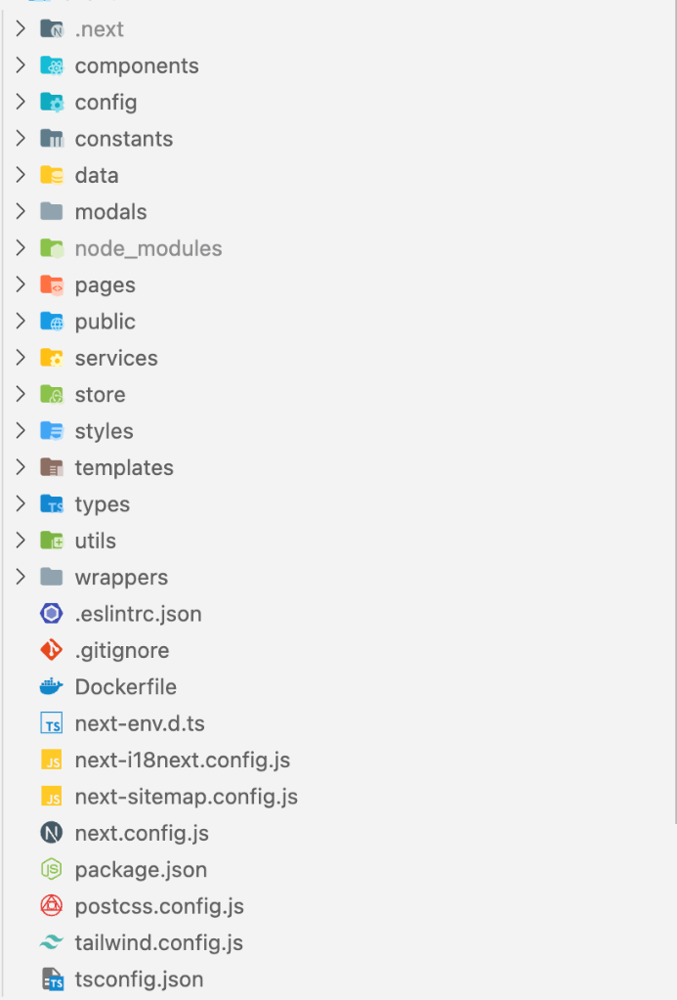 .next
components
config
constants
data
modals
node_modules
pages
public
services
store
styles
templates
types
utils
wrappers
.eslintrc.json
.gitignore
Dockerfile
next-env.d.ts
next-i18next.config.js
next-sitemap.config.js
next.config.js
package.json
postcss.config.js
tailwind.config.js
tsconfig.json